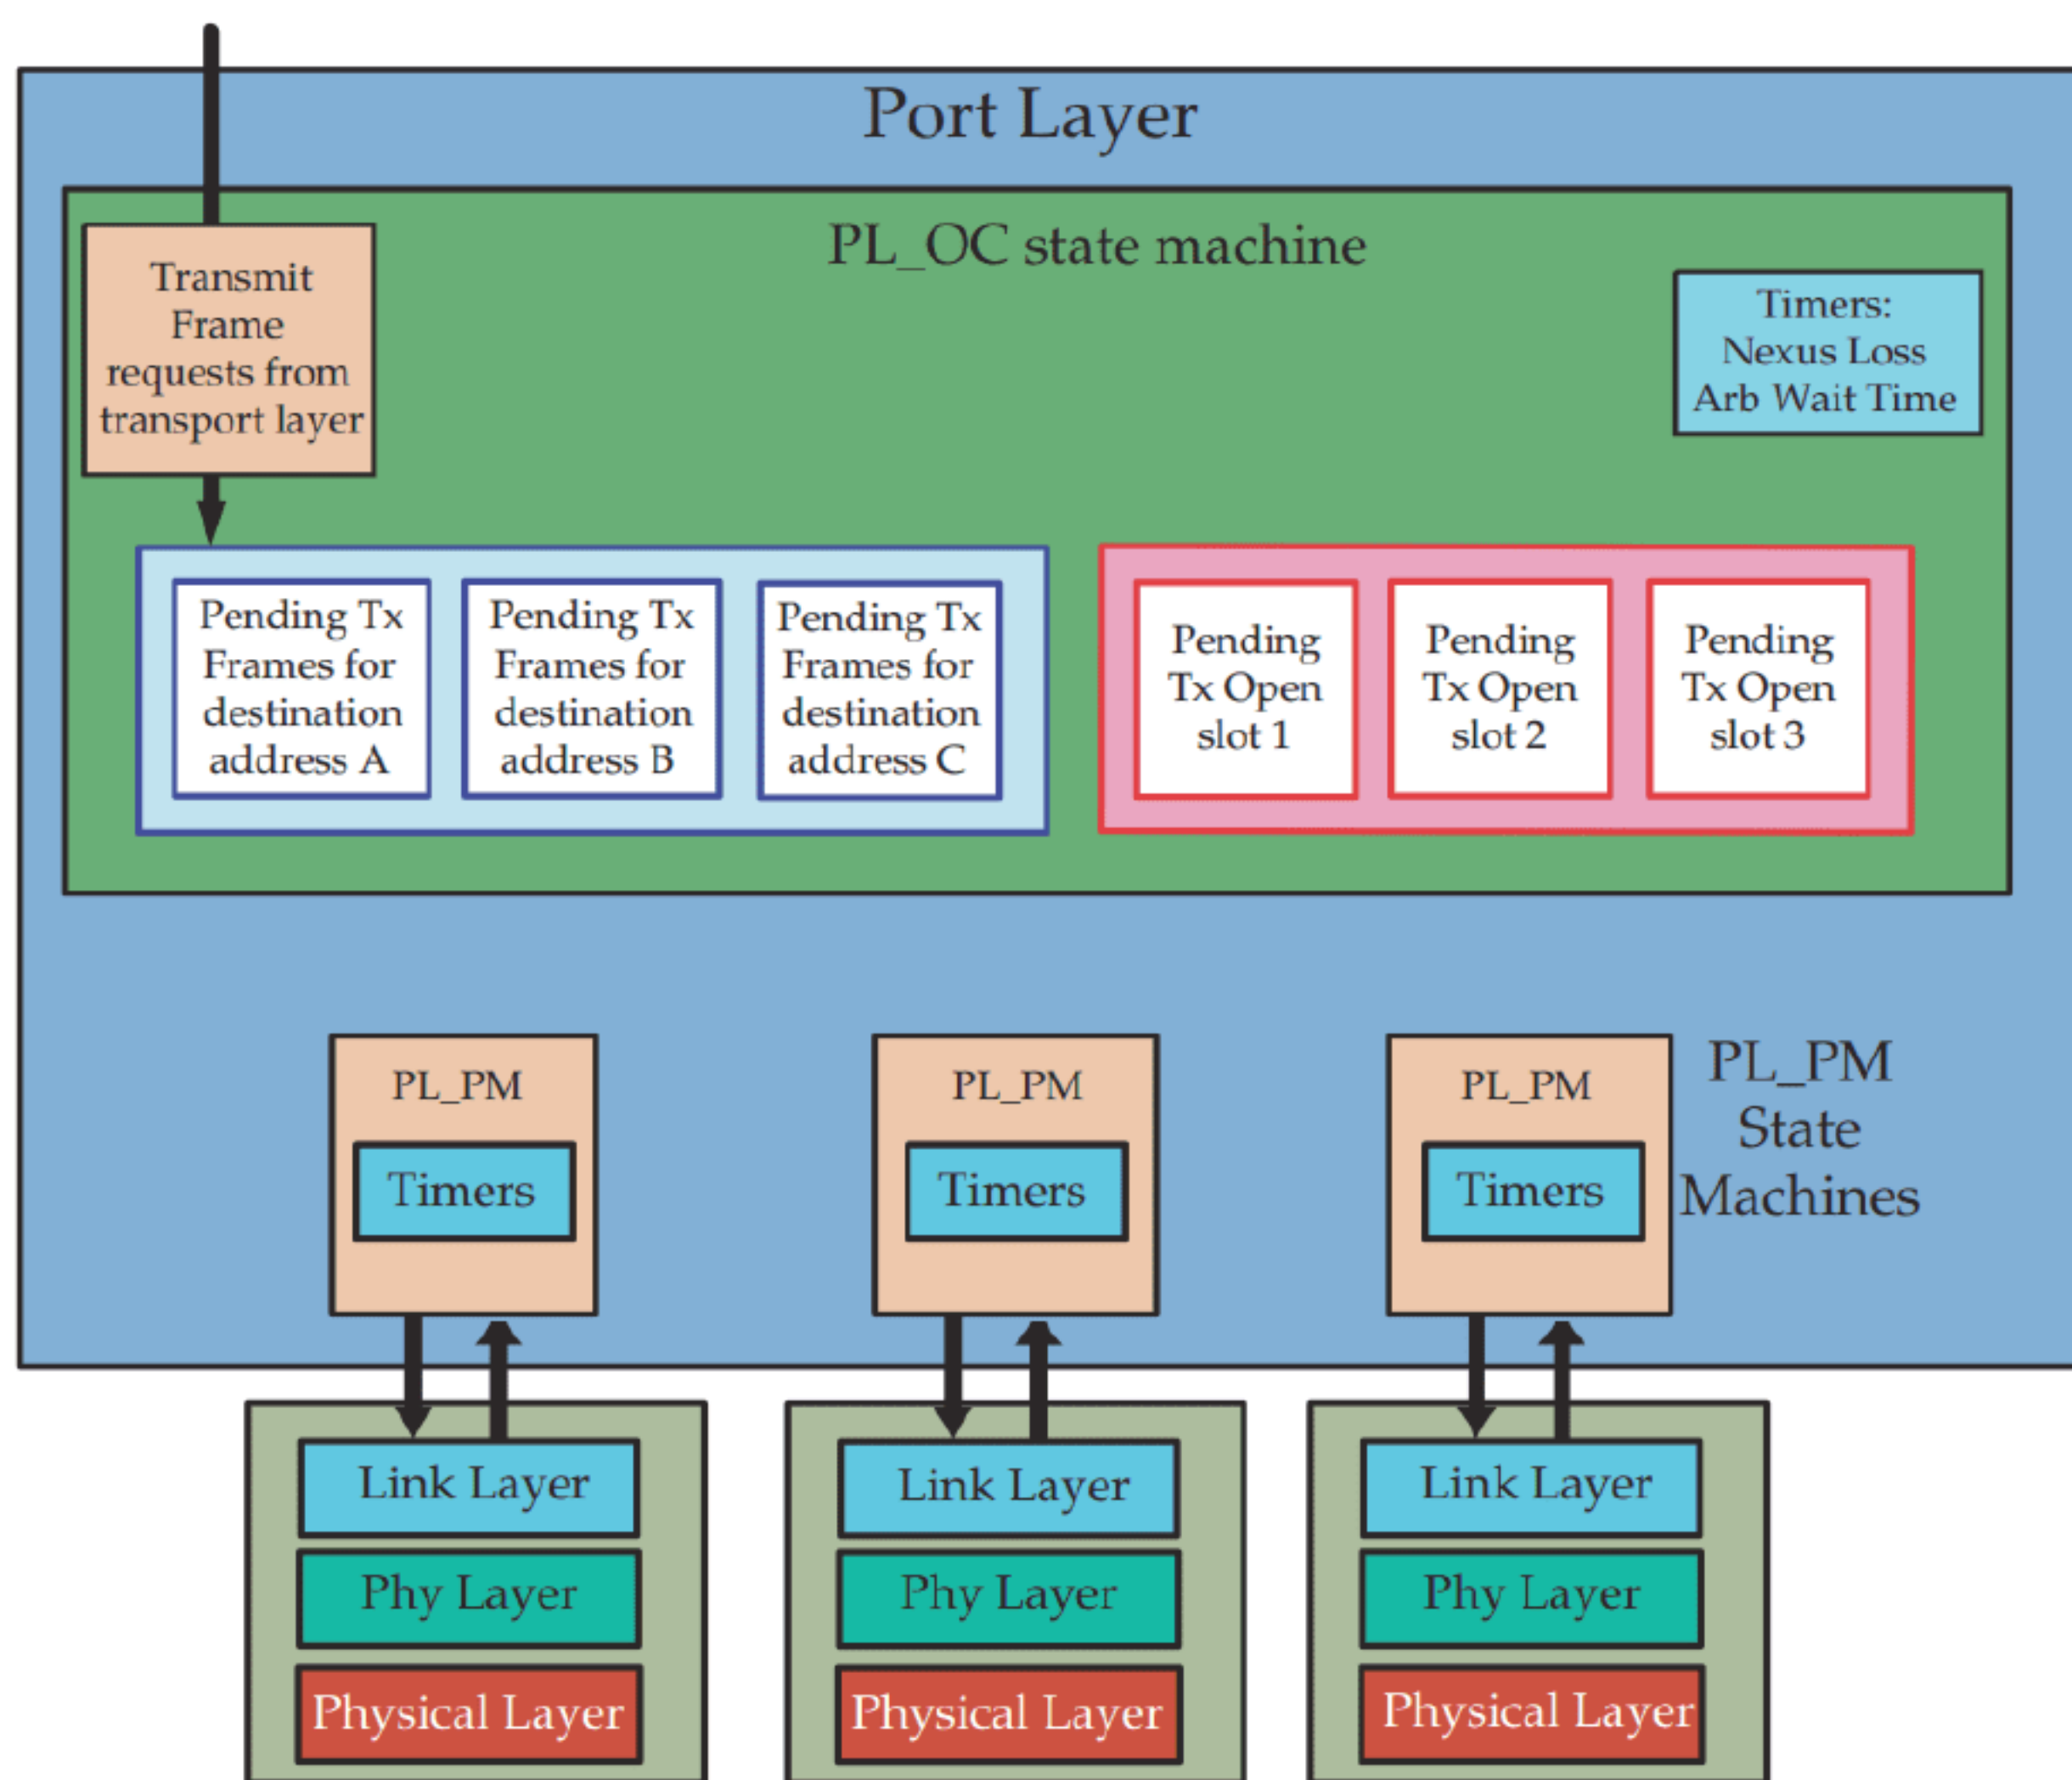 Port Layer
PL_OC state machine
Transmit
Frame
requests from
transport layer
Timers:
Nexus Loss
Arb Wait Time
Pending Tx
Frames for
destination
address A
Pending Tx
Frames for
destination
address B
Pending Tx
Frames for
destination
address C
Pending
Tx Open
slot 1
Pending
Tx Open
slot 2
Pending
Tx Open
slot 3
PL_PM
Timers
PL_PM
Timers
PL_PM
Timers
PL_PM
State
Machines
Link Layer
Phy Layer
Physical Layer
Link Layer
Phy Layer
Physical Layer
Link Layer
Phy Layer
Physical Layer